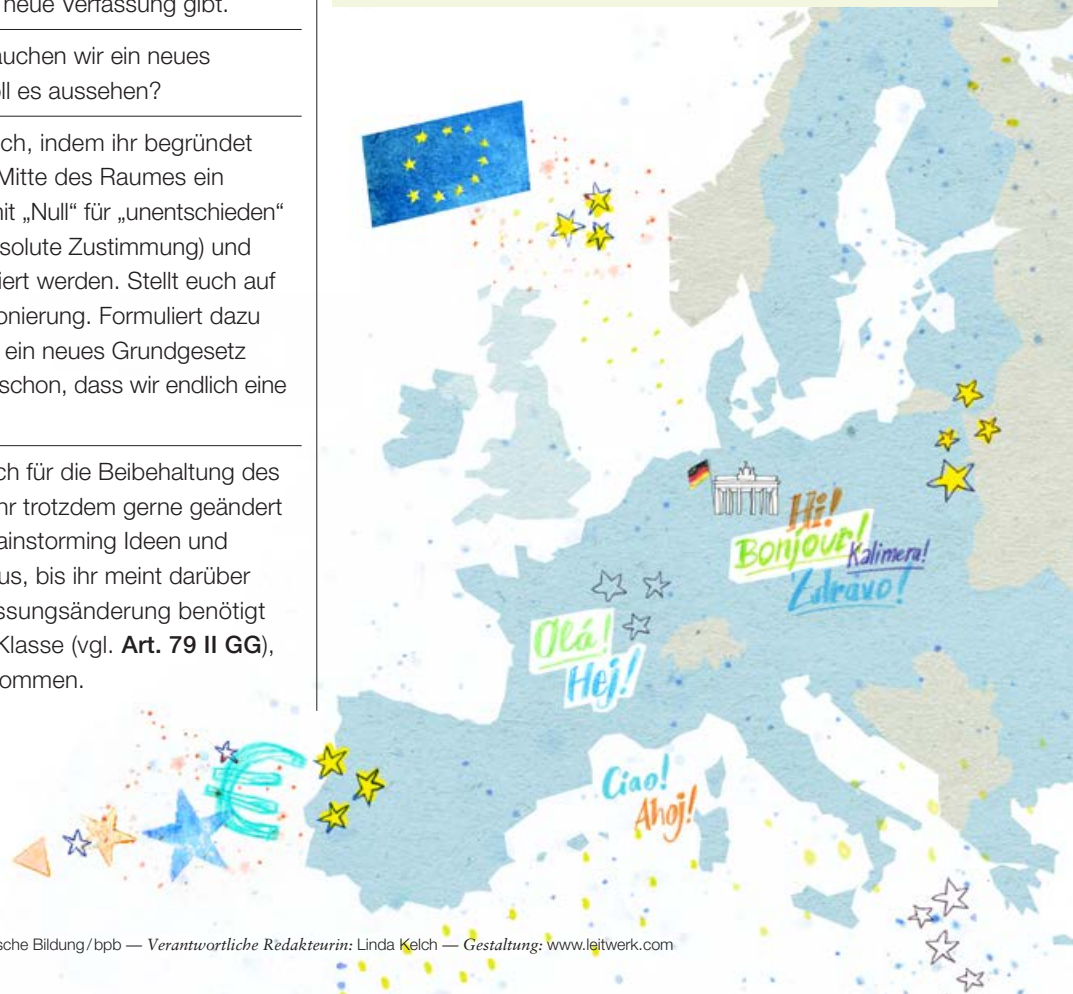 neue Verfassung gibt.
auchen wir ein neues
ll es aussehen?
ch, indem ihr begründet
Mitte des Raumes ein
nit „Null“ für „unentschieden“
solute Zustimmung) und
iert werden. Stellt euch auf
onierung. Formuliert dazu
ein neues Grundgesetz
schon, dass wir endlich eine
ch für die Beibehaltung des
hr trotzdem gerne geändert
ainstorming Ideen und
us, bis ihr meint darüber
ssungsänderung benötigt
Klasse (vgl. Art. 79 II GG),
ommen.
Hi!
Bonjour!
Kalimera!
Zdravo!
Olá!
Hej!
Ciao!
Ahoj!
€
sche Bildung/bpb — Verantwortliche Redakteurin: Linda Kelch — Gestaltung: www.leitwerk.com